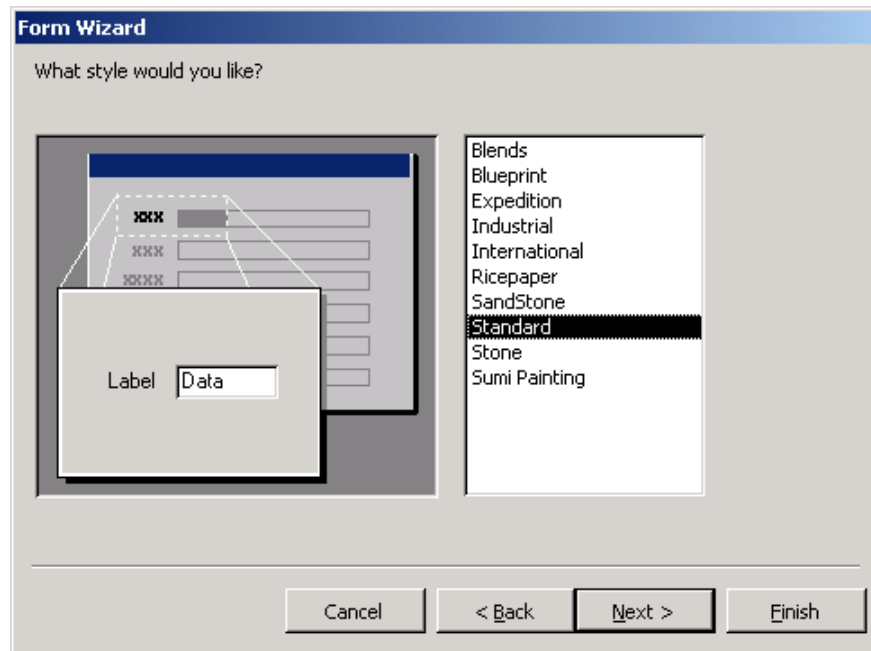 Form Wizard
What style would you like?
xxx
xxx
xxxx
Label Data
Blends
Blueprint
Expedition
Industrial
International
Ricepaper
SandStone
Standard
Stone
Sumi Painting
Cancel < Back Next > Finish